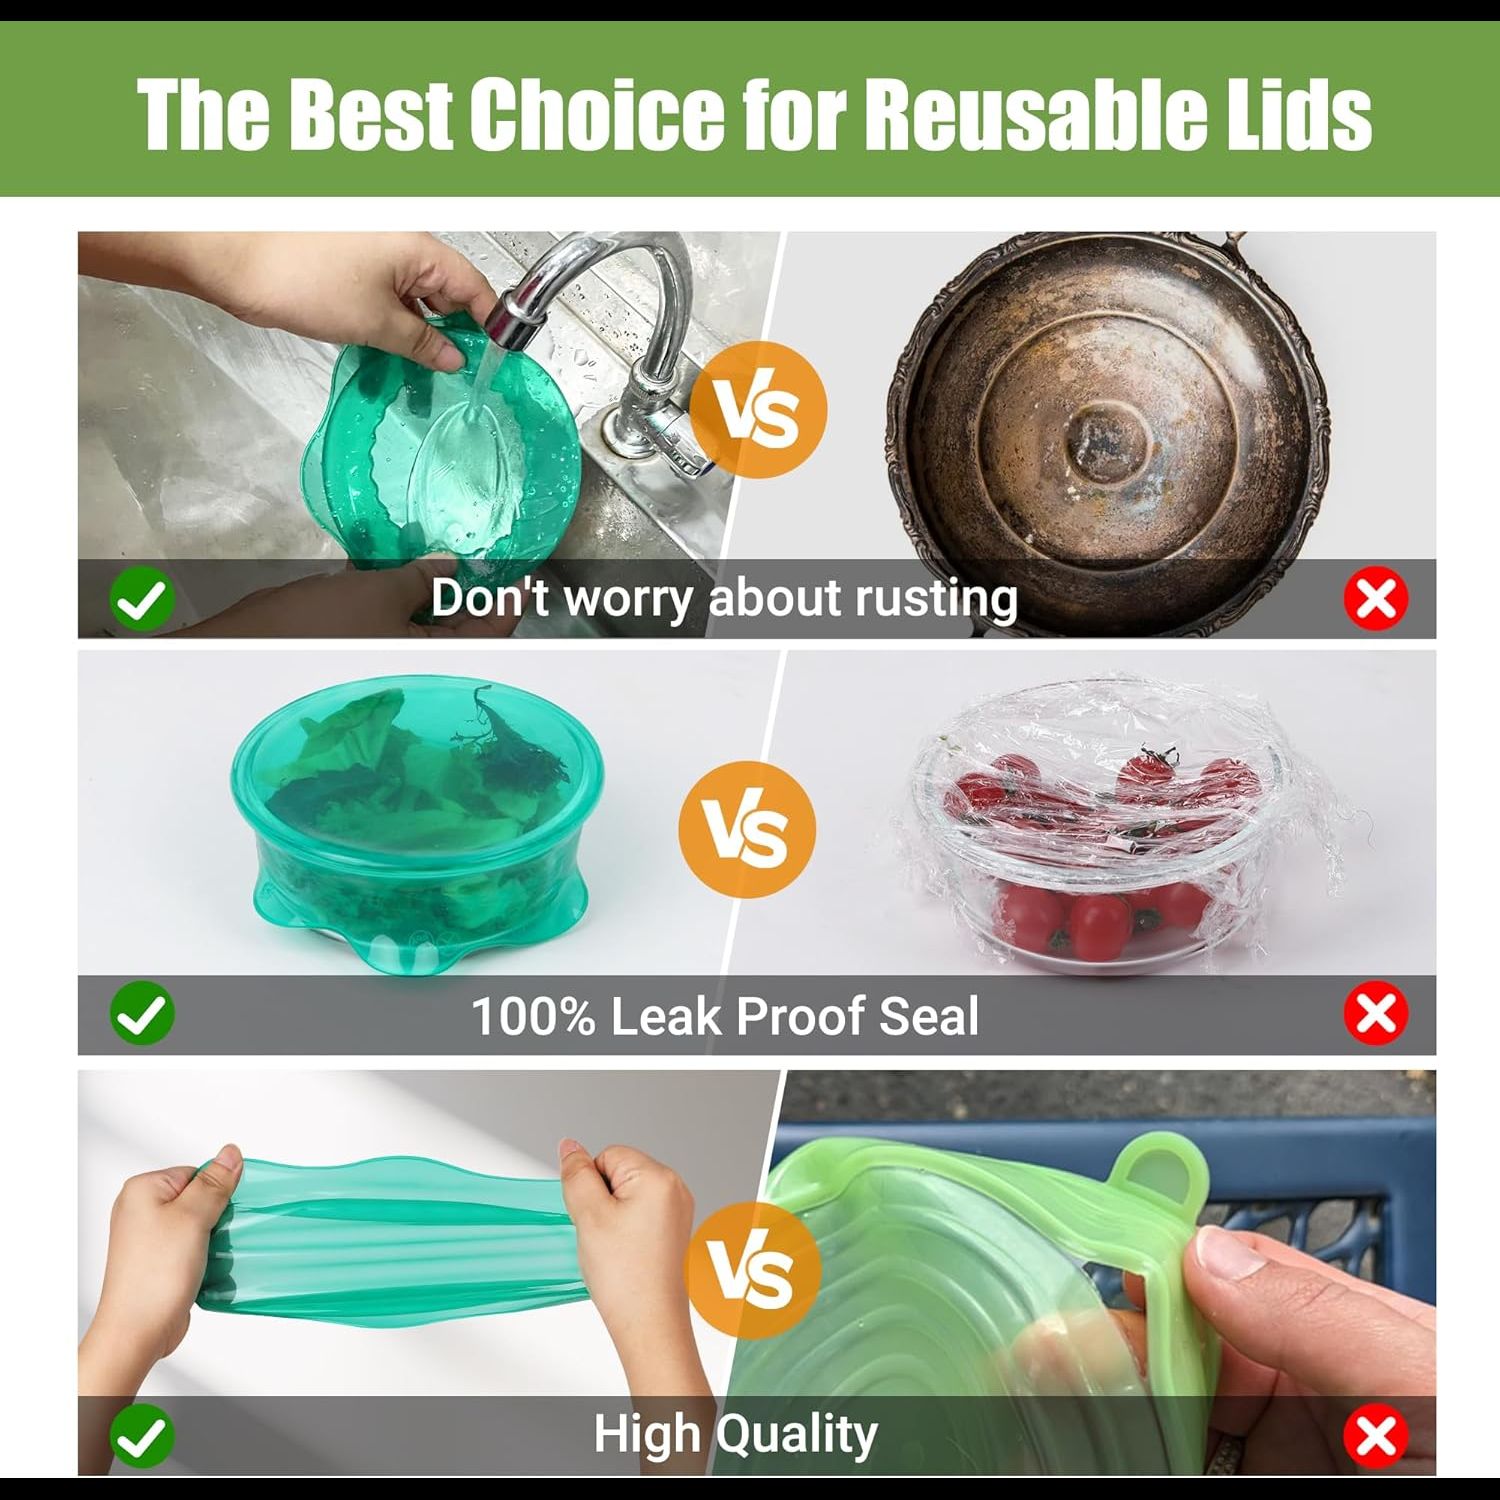 The Best Choice for Reusable Lids
VS
Don't worry about rusting
VS
100% Leak Proof Seal
VS
High Quality